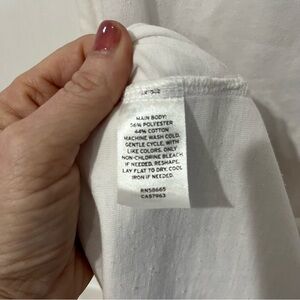 MAIN BODY:
56% POLYESTER
44% COTTON
MACHINE WASH COLD,
GENTLE CYCLE, WITH
LIKE COLORS. ONLY
NON-CHLORINE BLEACH
IF NEEDED. RESHAPE,
LAY FLAT TO DRY. COOL
IRON IF NEEDED.
RN58665
CA57963